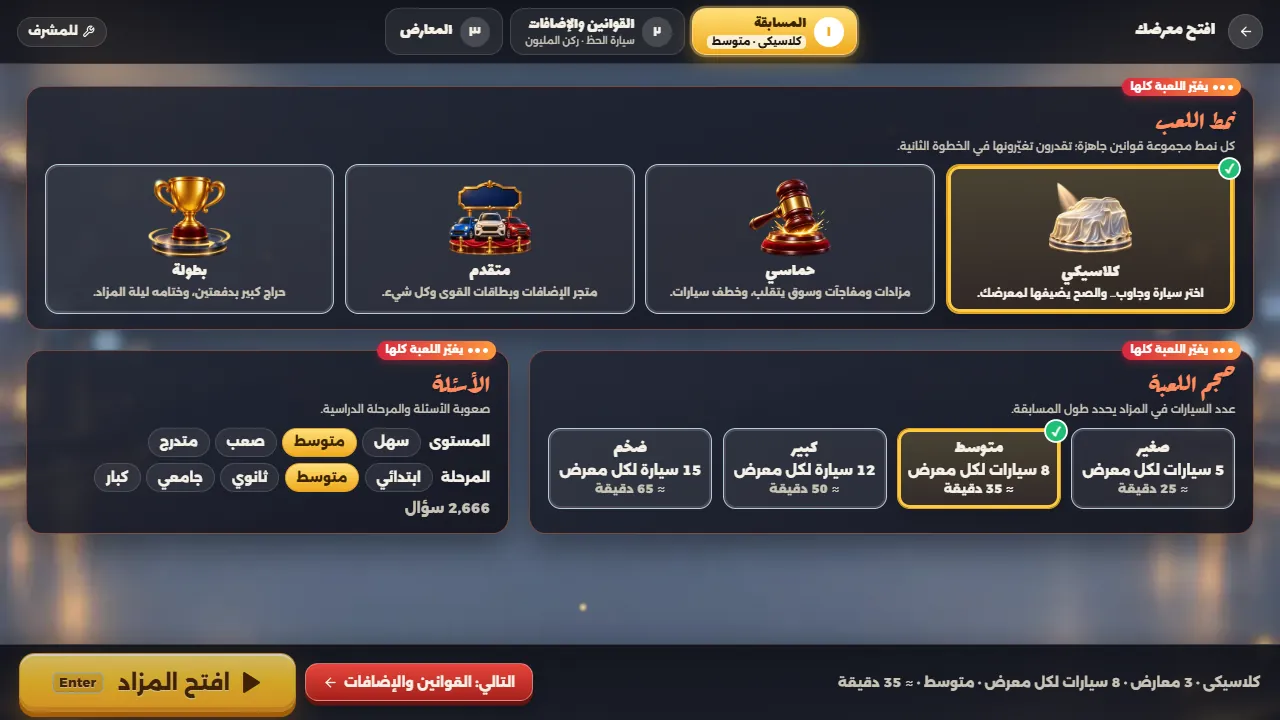 افتح معرضك
١
المسابقة
كلاسيكي · متوسط
٢
القوانين والإضافات
سيارة الحظ · ركن المليون
٣
المعارض
للمشرف
يغيّر اللعبة كلها
نمط اللعب
كل نمط مجموعة قوانين جاهزة؛ تقدرون تغيّرونها في الخطوة الثانية.
كلاسيكي
اختر سيارة وجاوب… والصح يضيفها لمعرضك.
حماسي
مزادات ومفاجآت وسوق يتقلب، وخطف سيارات.
متقدم
متجر الإضافات وبطاقات القوى وكل شيء.
بطولة
حراج كبير بدفعتين، وختامه ليلة المزاد.
يغيّر اللعبة كلها
حجم اللعبة
عدد السيارات في المزاد يحدد طول المسابقة.
صغير
5 سيارات لكل معرض
≈ 25 دقيقة
متوسط
8 سيارات لكل معرض
≈ 35 دقيقة
كبير
12 سيارة لكل معرض
≈ 50 دقيقة
ضخم
15 سيارة لكل معرض
≈ 65 دقيقة
يغيّر اللعبة كلها
الأسئلة
صعوبة الأسئلة والمرحلة الدراسية.
المستوى سهل متوسط صعب متدرج
المرحلة ابتدائي متوسط ثانوي جامعي كبار
2,666 سؤال
كلاسيكي · 3 معارض · 8 سيارات لكل معرض · متوسط · ≈ 35 دقيقة
التالي: القوانين والإضافات ←
افتح المزاد Enter